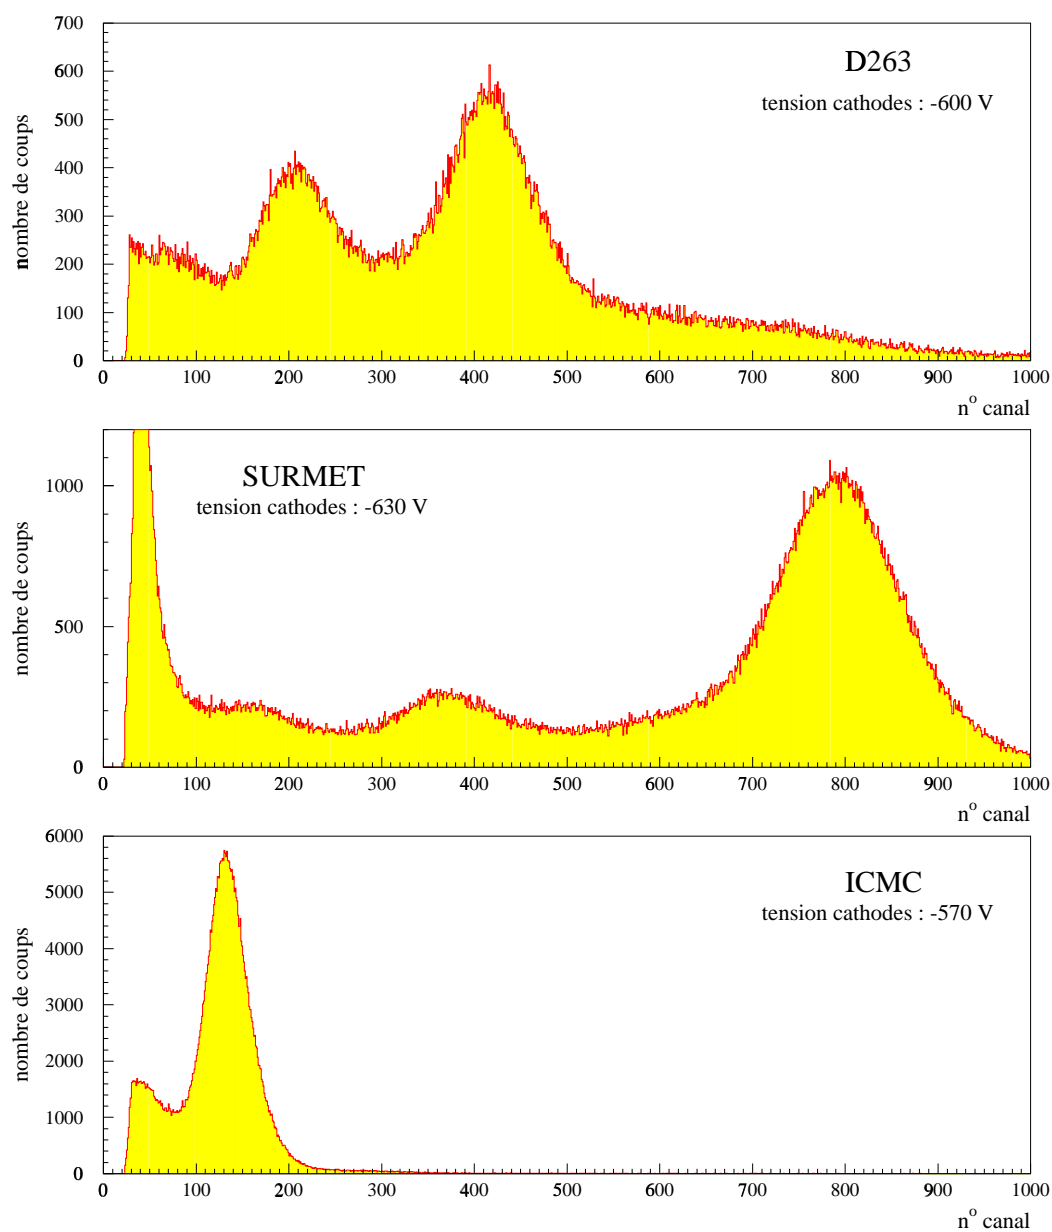 D263
tension cathodes : -600 V
nombre de coups
700
600
500
400
300
200
100
0
0 100 200 300 400 500 600 700 800 900 1000
n° canal
SURMET
tension cathodes : -630 V
nombre de coups
1000
500
0
0 100 200 300 400 500 600 700 800 900 1000
n° canal
ICMC
tension cathodes : -570 V
nombre de coups
6000
5000
4000
3000
2000
1000
0
0 100 200 300 400 500 600 700 800 900 1000
n° canal